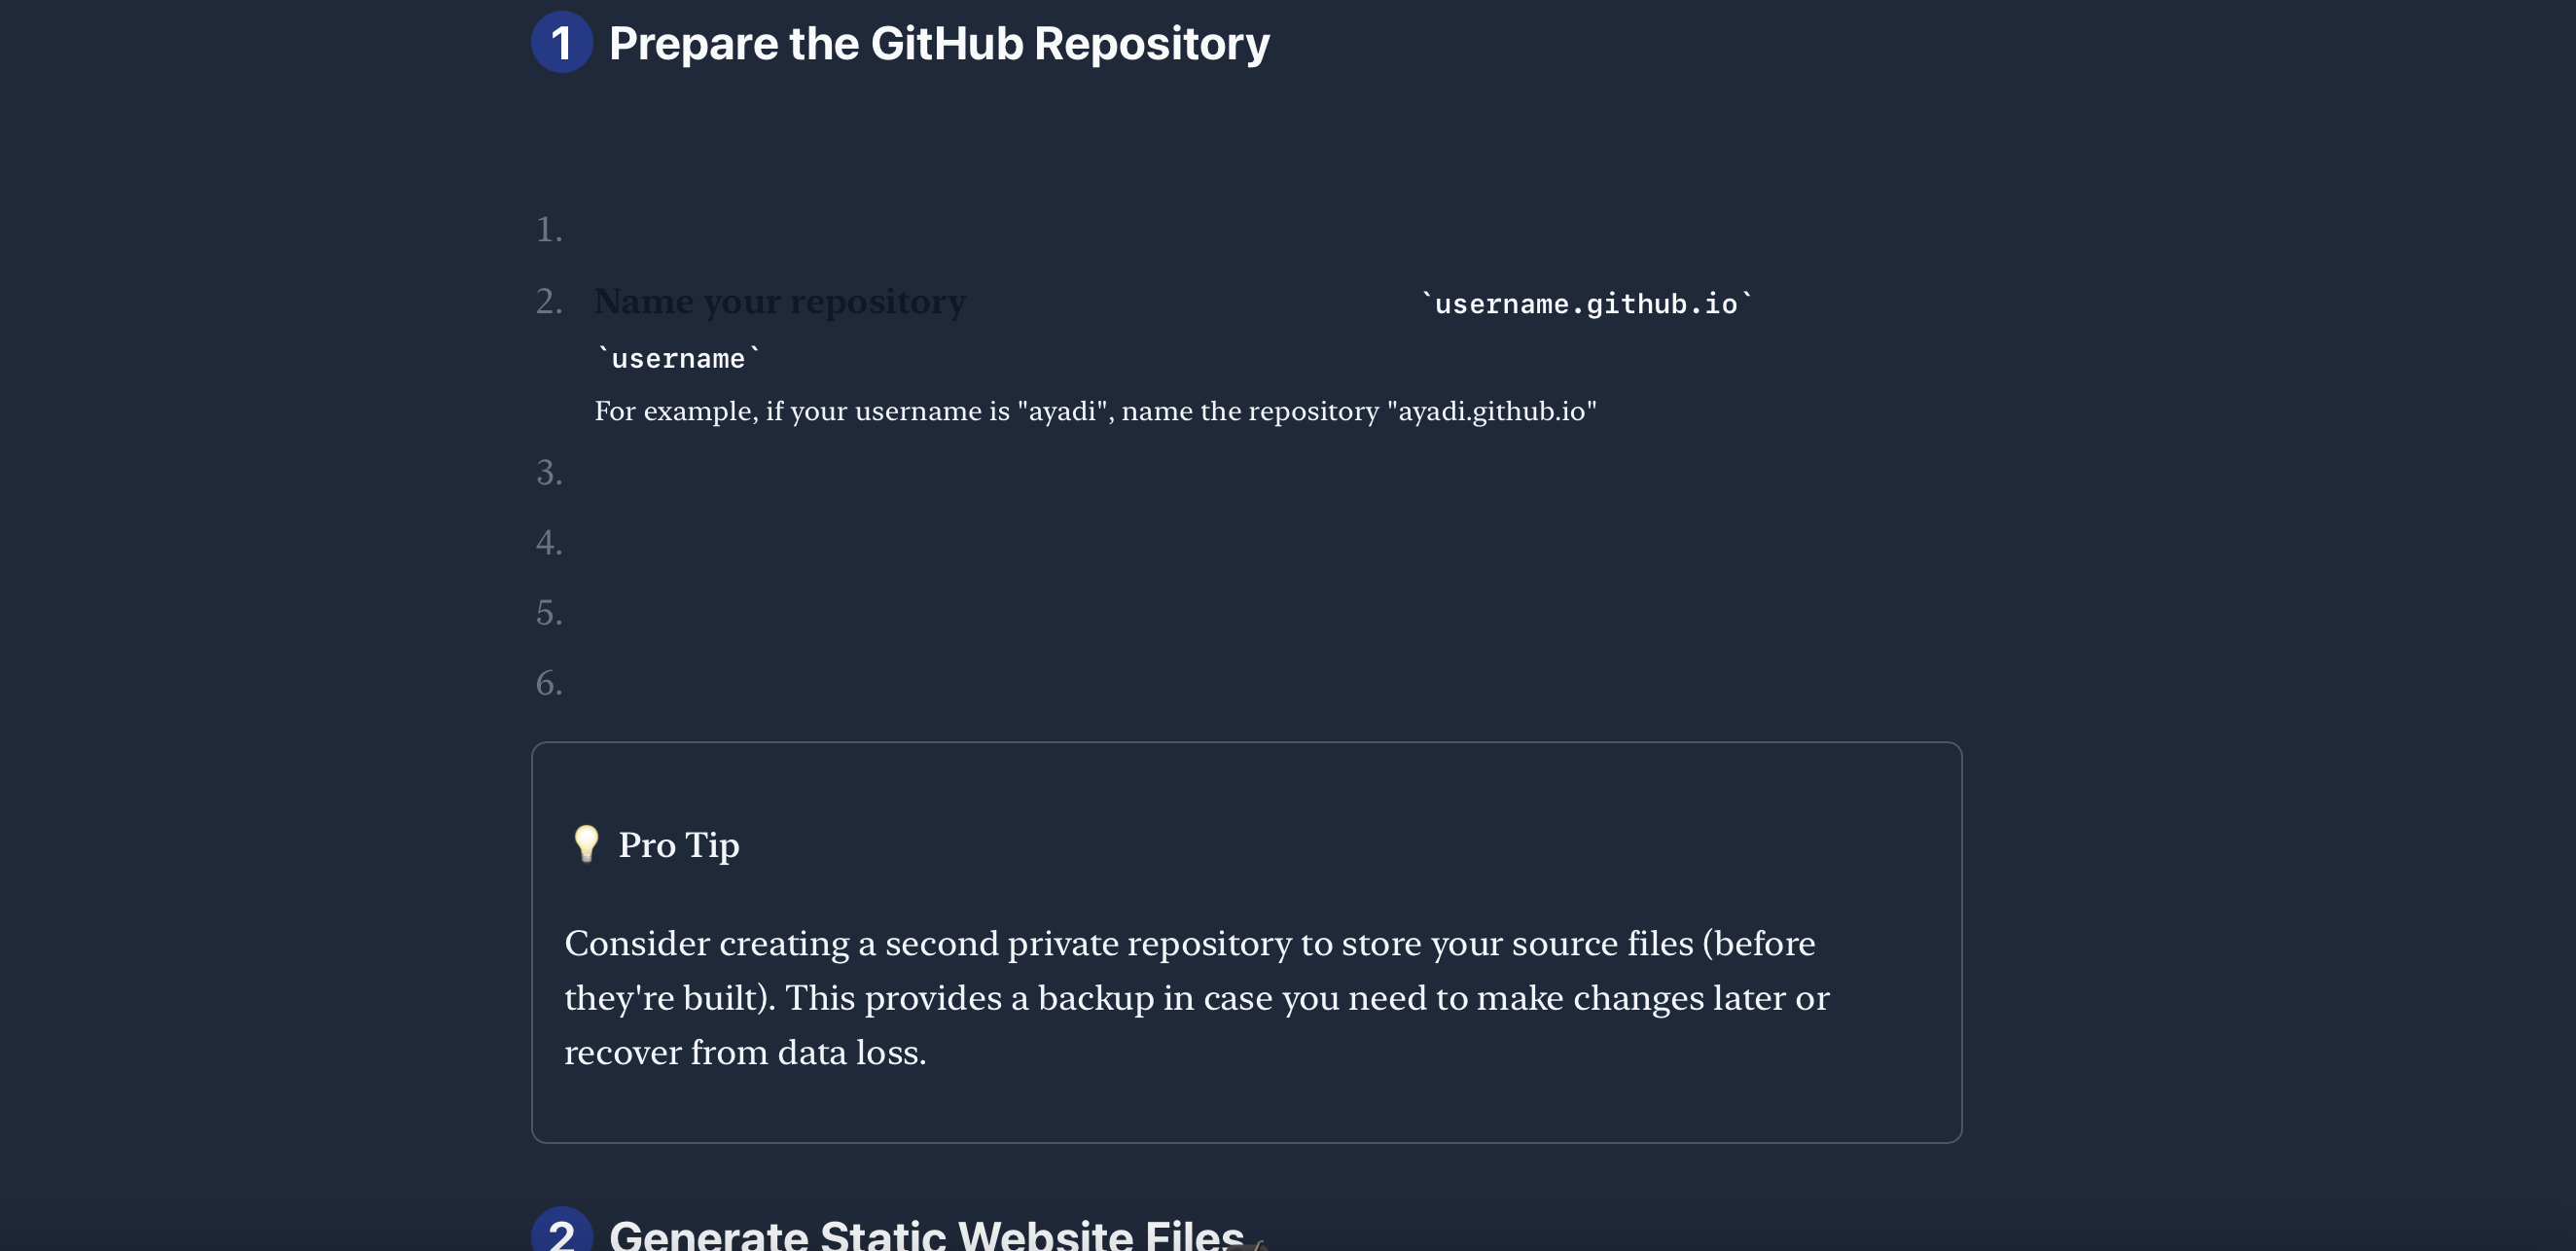 1 Prepare the GitHub Repository
1.
2. Name your repository `username.github.io`
`username`
For example, if your username is "ayadi", name the repository "ayadi.github.io"
3.
4.
5.
6.
💡 Pro Tip
Consider creating a second private repository to store your source files (before
they're built). This provides a backup in case you need to make changes later or
recover from data loss.
2 Generate Static Website Files